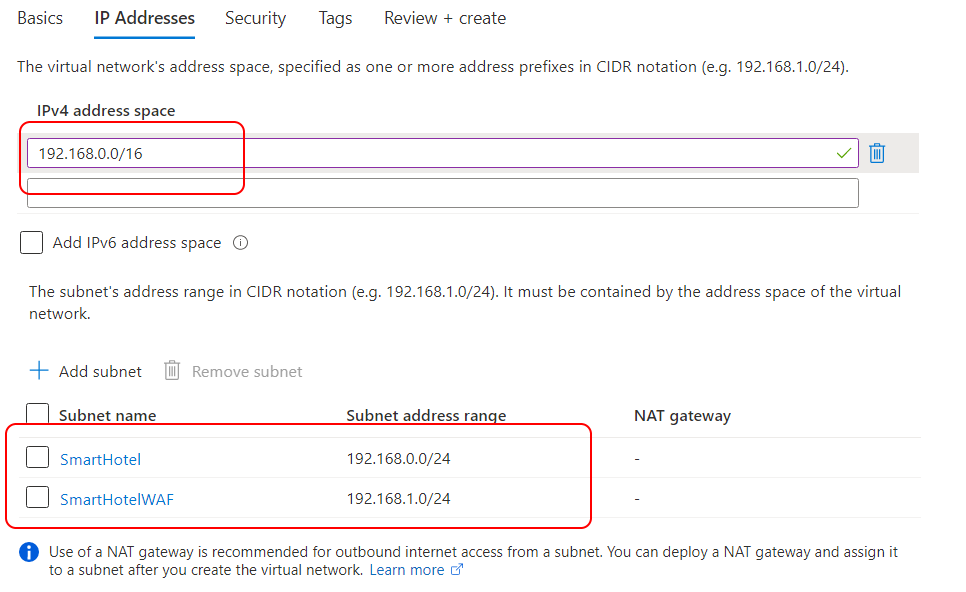 Basics IP Addresses Security Tags Review + create
The virtual network's address space, specified as one or more address prefixes in CIDR notation (e.g. 192.168.1.0/24).
IPv4 address space
192.168.0.0/16
Add IPv6 address space
The subnet's address range in CIDR notation (e.g. 192.168.1.0/24). It must be contained by the address space of the virtual
network.
Add subnet Remove subnet
Subnet name Subnet address range NAT gateway
SmartHotel 192.168.0.0/24 -
SmartHotelWAF 192.168.1.0/24 -
Use of a NAT gateway is recommended for outbound internet access from a subnet. You can deploy a NAT gateway and assign it
to a subnet after you create the virtual network. Learn more